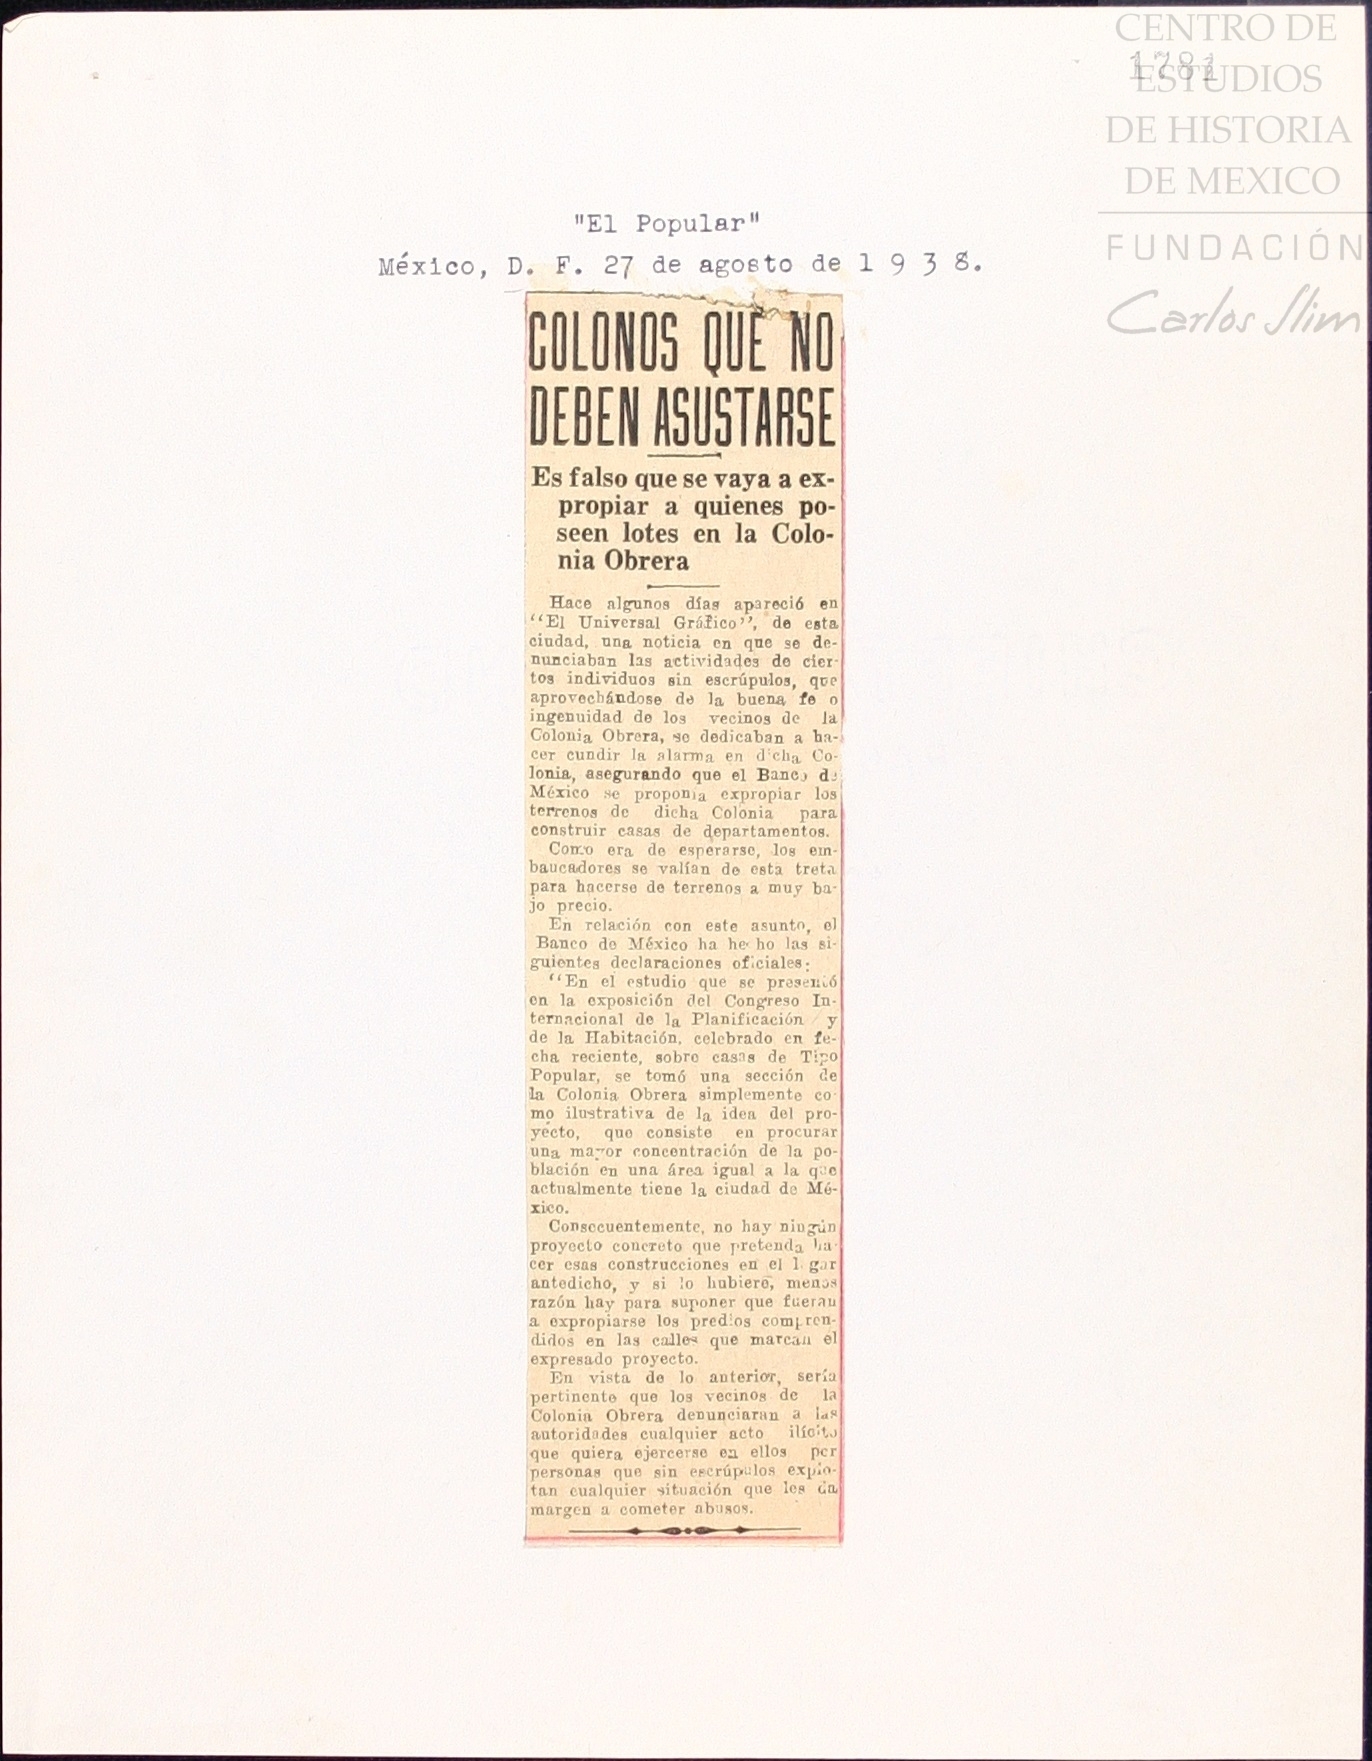 CENTRO DE
ESTUDIOS
DE HISTORIA
DE MEXICO
FUNDACIÓN
Carlos Slim
1781
"El Popular"
México, D. F. 27 de agosto de 1 9 3 8.
COLONOS QUE NO
DEBEN ASUSTARSE
Es falso que se vaya a ex-
propiar a quienes po-
seen lotes en la Colo-
nia Obrera
Hace algunos días apareció en
“El Universal Gráfico”, de esta
ciudad, una noticia en que se de-
nunciaban las actividades de cier-
tos individuos sin escrúpulos, que
aprovechándose de la buena fe o
ingenuidad de los vecinos de la
Colonia Obrera, se dedicaban a ha-
cer cundir la alarma en dicha Co-
lonia, asegurando que el Banco de
México se proponía expropiar los
terrenos de dicha Colonia para
construir casas de departamentos.
Como era de esperarse, los em-
baucadores se valían de esta treta
para hacerse de terrenos a muy ba-
jo precio.
En relación con este asunto, el
Banco de México ha hecho las si-
guientes declaraciones oficiales:
“En el estudio que se presentó
en la exposición del Congreso In-
ternacional de la Planificación y
de la Habitación, celebrado en fe-
cha reciente, sobre casas de Tipo
Popular, se tomó una sección de
la Colonia Obrera simplemente co-
mo ilustrativa de la idea del pro-
yécto, que consiste en procurar
una mayor concentración de la po-
blación en una área igual a la que
actualmente tiene la ciudad de Mé-
xico.
Consecuentemente, no hay ningún
proyecto concreto que pretenda ha-
cer esas construcciones en el lugar
antedicho, y si lo hubiere, menos
razón hay para suponer que fueran
a expropiarse los predios compren-
didos en las calles que marcan el
expresado proyecto.
En vista de lo anterior, sería
pertinente que los vecinos de la
Colonia Obrera denunciaran a las
autoridades cualquier acto ilícito
que quiera ejercerse en ellos por
personas que sin escrúpulos explo-
tan cualquier situación que les da
margen a cometer abusos.